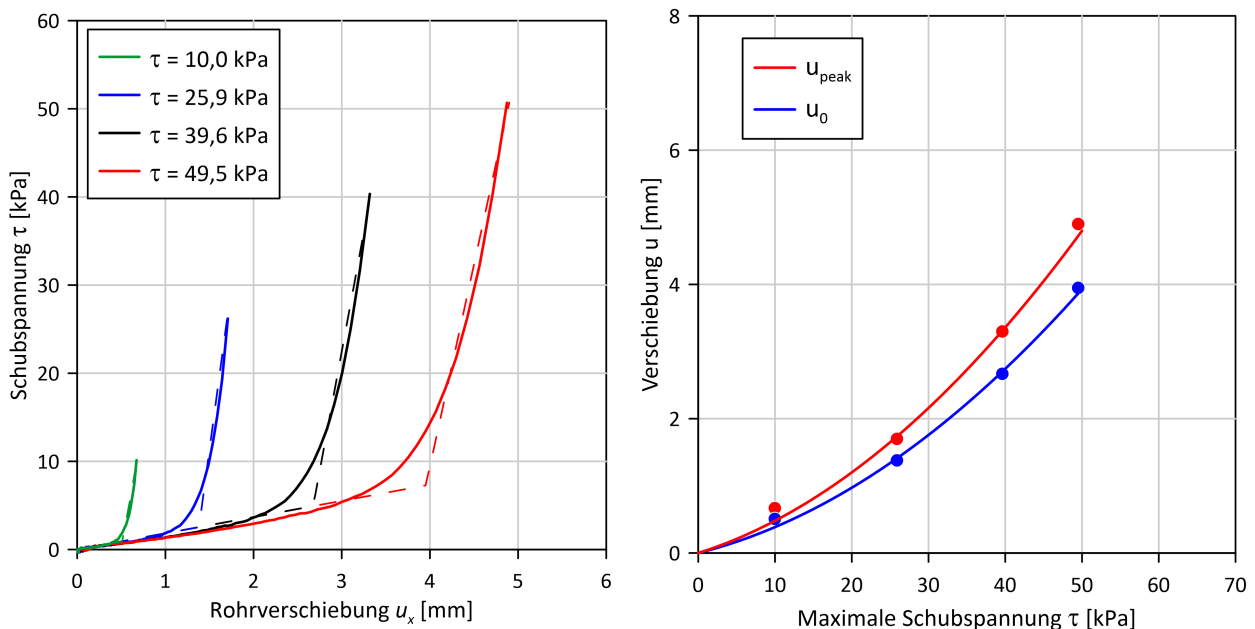 60
50
40
30
20
10
0
Schubspannung τ [kPa]
τ = 10,0 kPa
τ = 25,9 kPa
τ = 39,6 kPa
τ = 49,5 kPa
0 1 2 3 4 5 6
Rohrverschiebung uₓ [mm]
8
6
4
2
0
Verschiebung u [mm]
u_peak
u₀
0 10 20 30 40 50 60 70
Maximale Schubspannung τ [kPa]